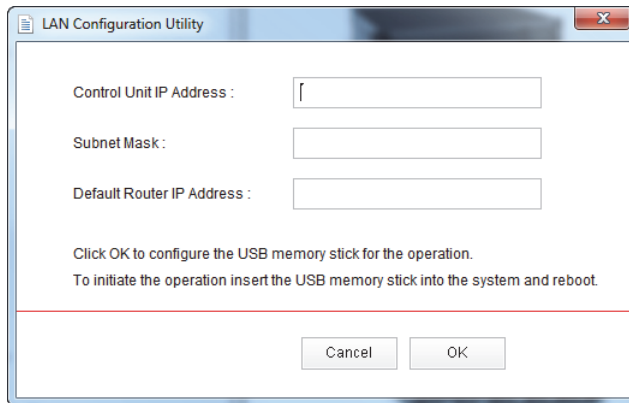 LAN Configuration Utility
Control Unit IP Address :
Subnet Mask :
Default Router IP Address :
Click OK to configure the USB memory stick for the operation.
To initiate the operation insert the USB memory stick into the system and reboot.
Cancel OK